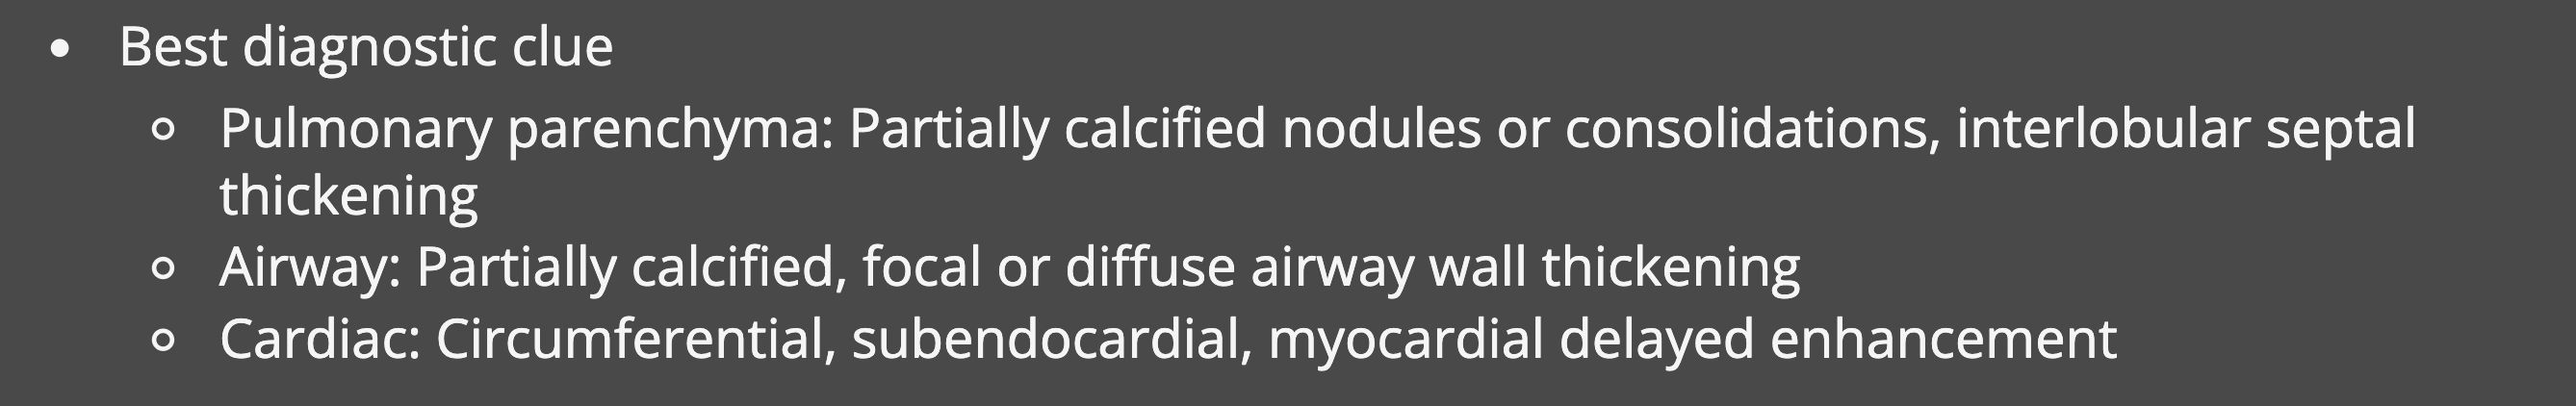 • Best diagnostic clue
○ Pulmonary parenchyma: Partially calcified nodules or consolidations, interlobular septal
thickening
○ Airway: Partially calcified, focal or diffuse airway wall thickening
○ Cardiac: Circumferential, subendocardial, myocardial delayed enhancement